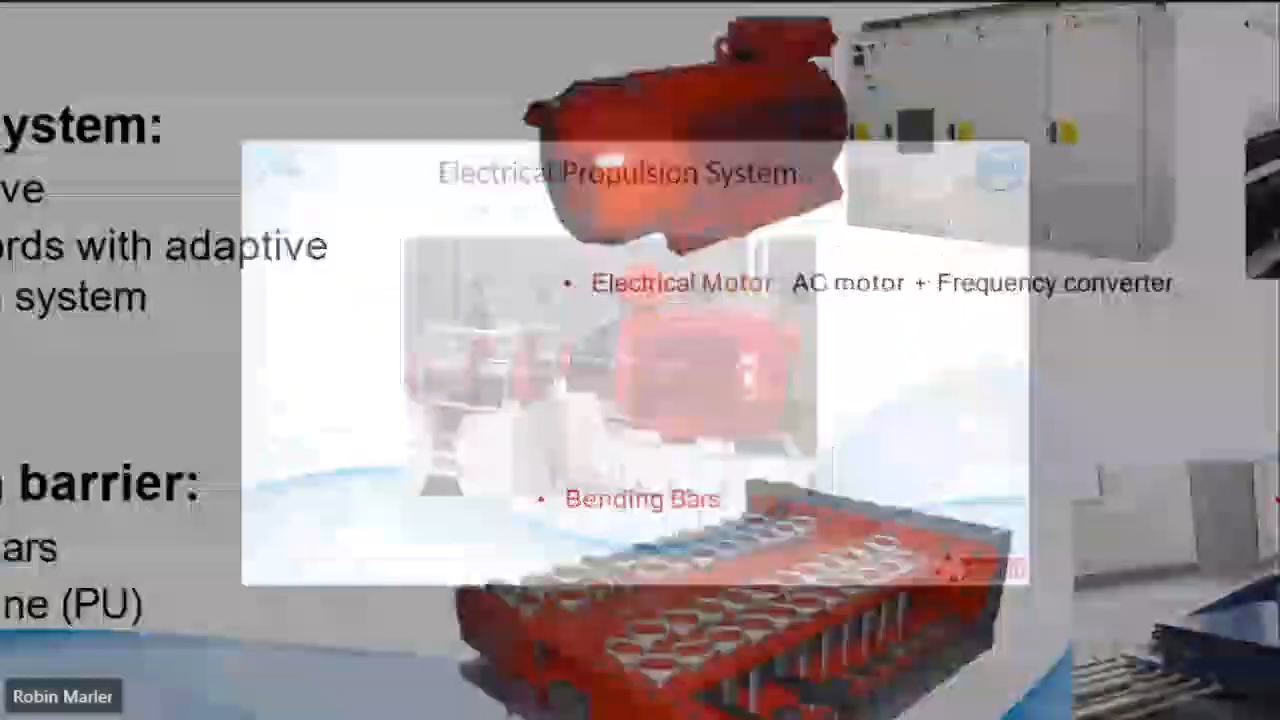 ystem:
Electrical Propulsion System
ve
ords with adaptive
system
• Electrical Motor AC motor + Frequency converter
barrier:
• Bending Bars
ars
ne (PU)
Robin Marler